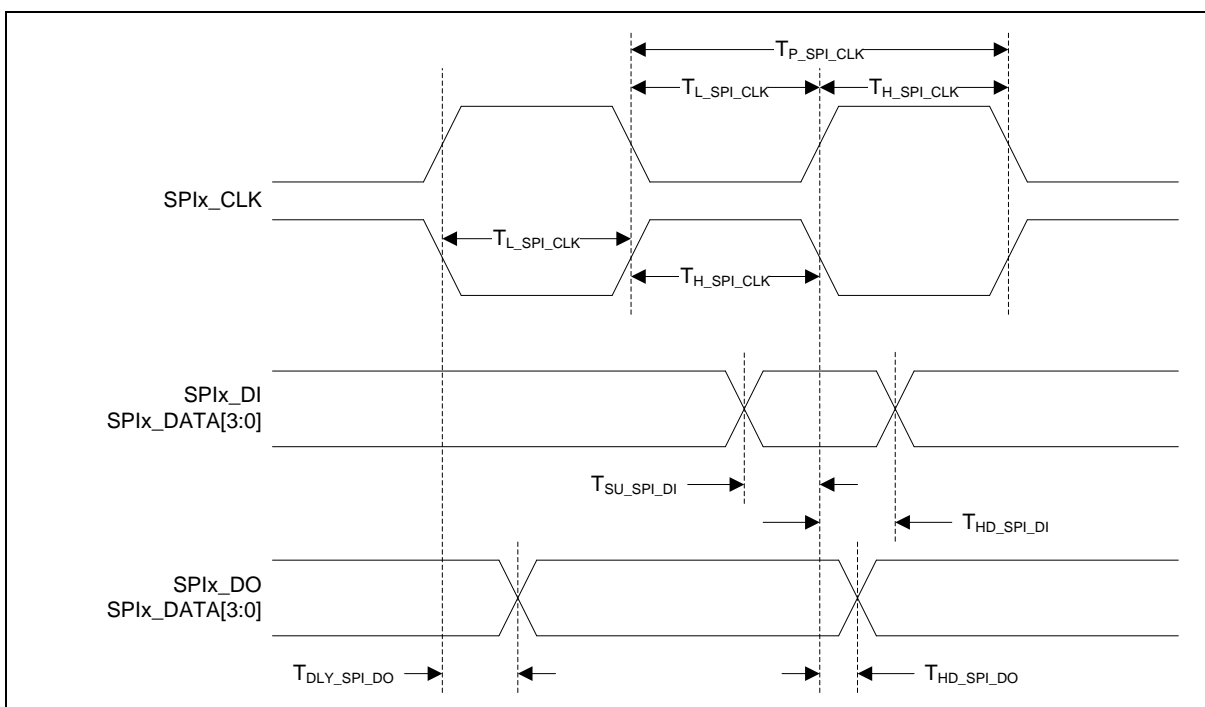 T_P_SPI_CLK
T_L_SPI_CLK T_H_SPI_CLK
SPIx_CLK
T_L_SPI_CLK
T_H_SPI_CLK
SPIx_DI
SPIx_DATA[3:0]
T_SU_SPI_DI
T_HD_SPI_DI
SPIx_DO
SPIx_DATA[3:0]
T_DLY_SPI_DO T_HD_SPI_DO